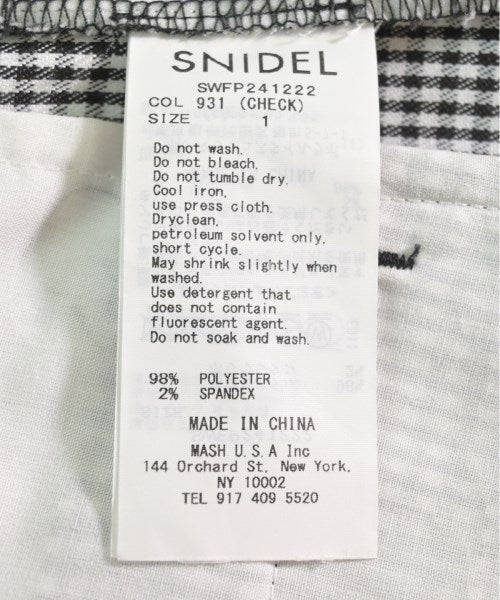 SNIDEL
SWFP241222
COL 931 (CHECK)
SIZE 1
Do not wash.
Do not bleach.
Do not tumble dry.
Cool iron,
use press cloth.
Dryclean,
petroleum solvent only,
short cycle.
May shrink slightly when
washed.
Use detergent that
does not contain
fluorescent agent.
Do not soak and wash.
98% POLYESTER
2% SPANDEX
MADE IN CHINA
MASH U.S.A Inc
144 Orchard St, New York,
NY 10002
TEL 917 409 5520